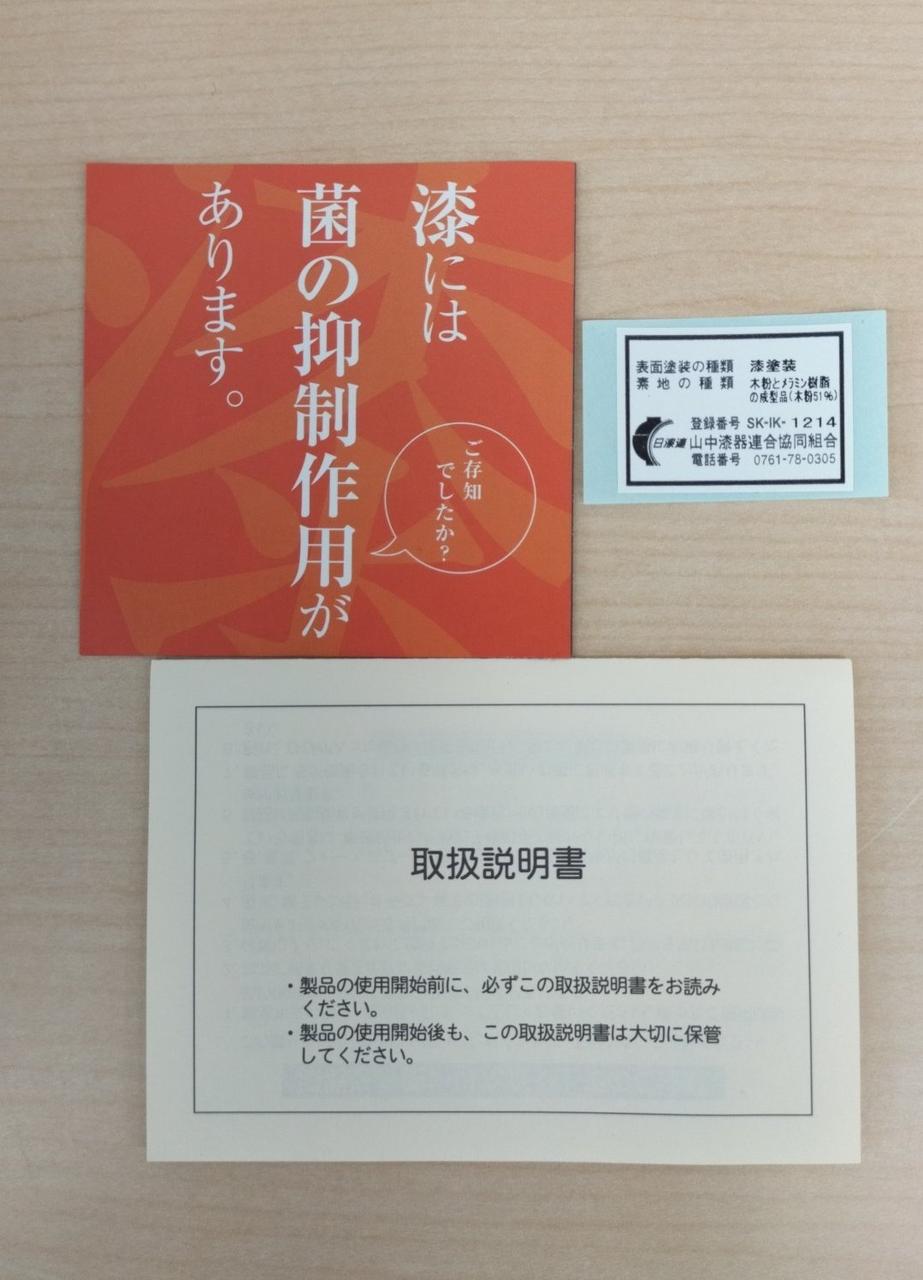 漆には
菌の抑制作用が
あります。
ご存知
でしたか?
表面塗装の種類 漆塗装
素地の種類 木粉とメラミン樹脂
の成型品(木粉51%)
登録番号 SK-IK-1214
日漆連 山中漆器連合協同組合
電話番号 0761-78-0305
取扱説明書
・製品の使用開始前に、必ずこの取扱説明書をお読み
ください。
・製品の使用開始後も、この取扱説明書は大切に保管
してください。